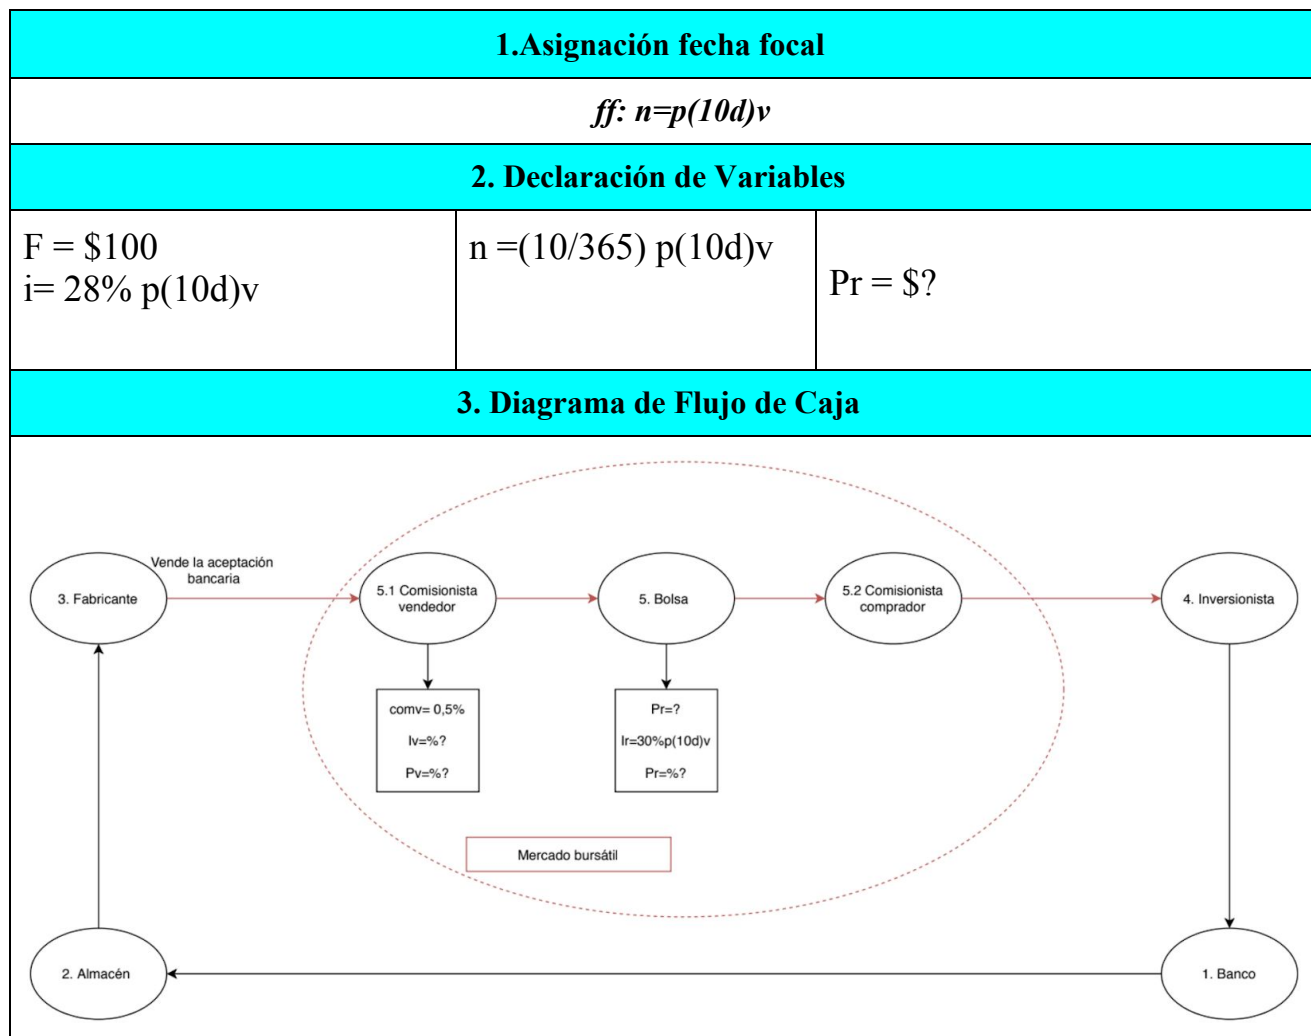 1.Asignación fecha focal
ff: n=p(10d)v
2. Declaración de Variables
F = $100
i= 28% p(10d)v
n =(10/365) p(10d)v
Pr = $?
3. Diagrama de Flujo de Caja
Vende la aceptación
bancaria
3. Fabricante
5.1 Comisionista
vendedor
5. Bolsa
5.2 Comisionista
comprador
4. Inversionista
comv= 0,5%
Iv=%?
Pv=%?
Pr=?
Ir=30%p(10d)v
Pr=%?
Mercado bursátil
2. Almacén
1. Banco